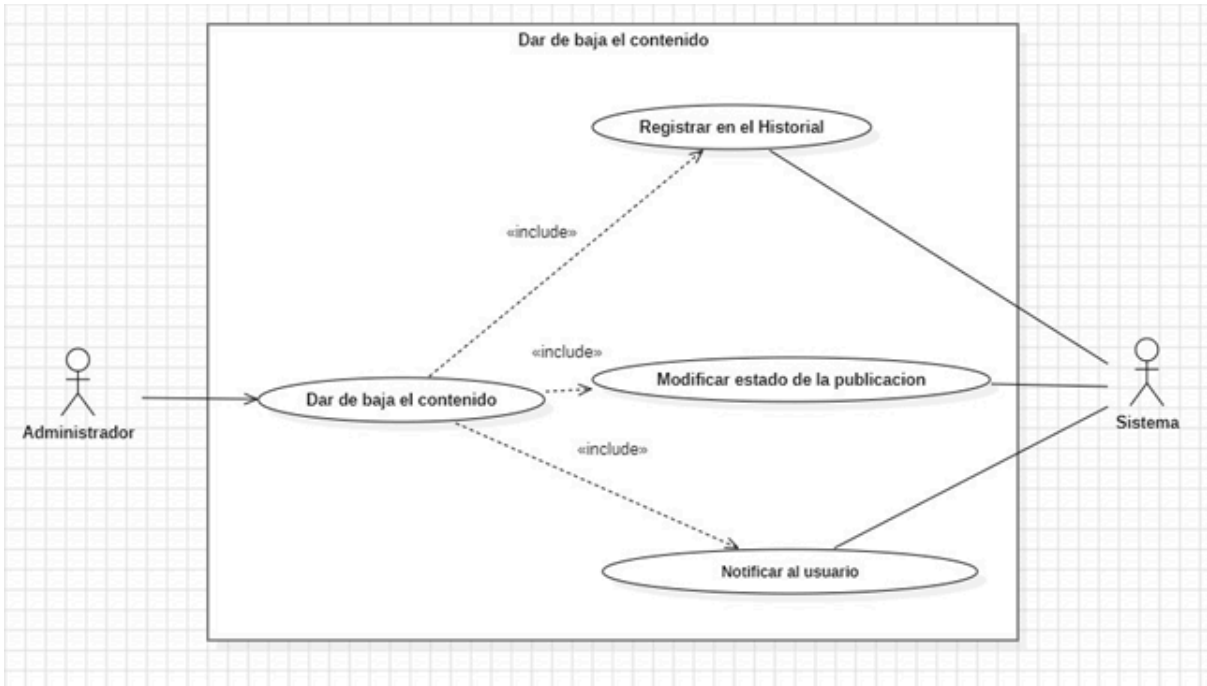 Dar de baja el contenido
Registrar en el Historial
«include»
«include»
Modificar estado de la publicacion
Dar de baja el contenido
Administrador
Sistema
«include»
Notificar al usuario